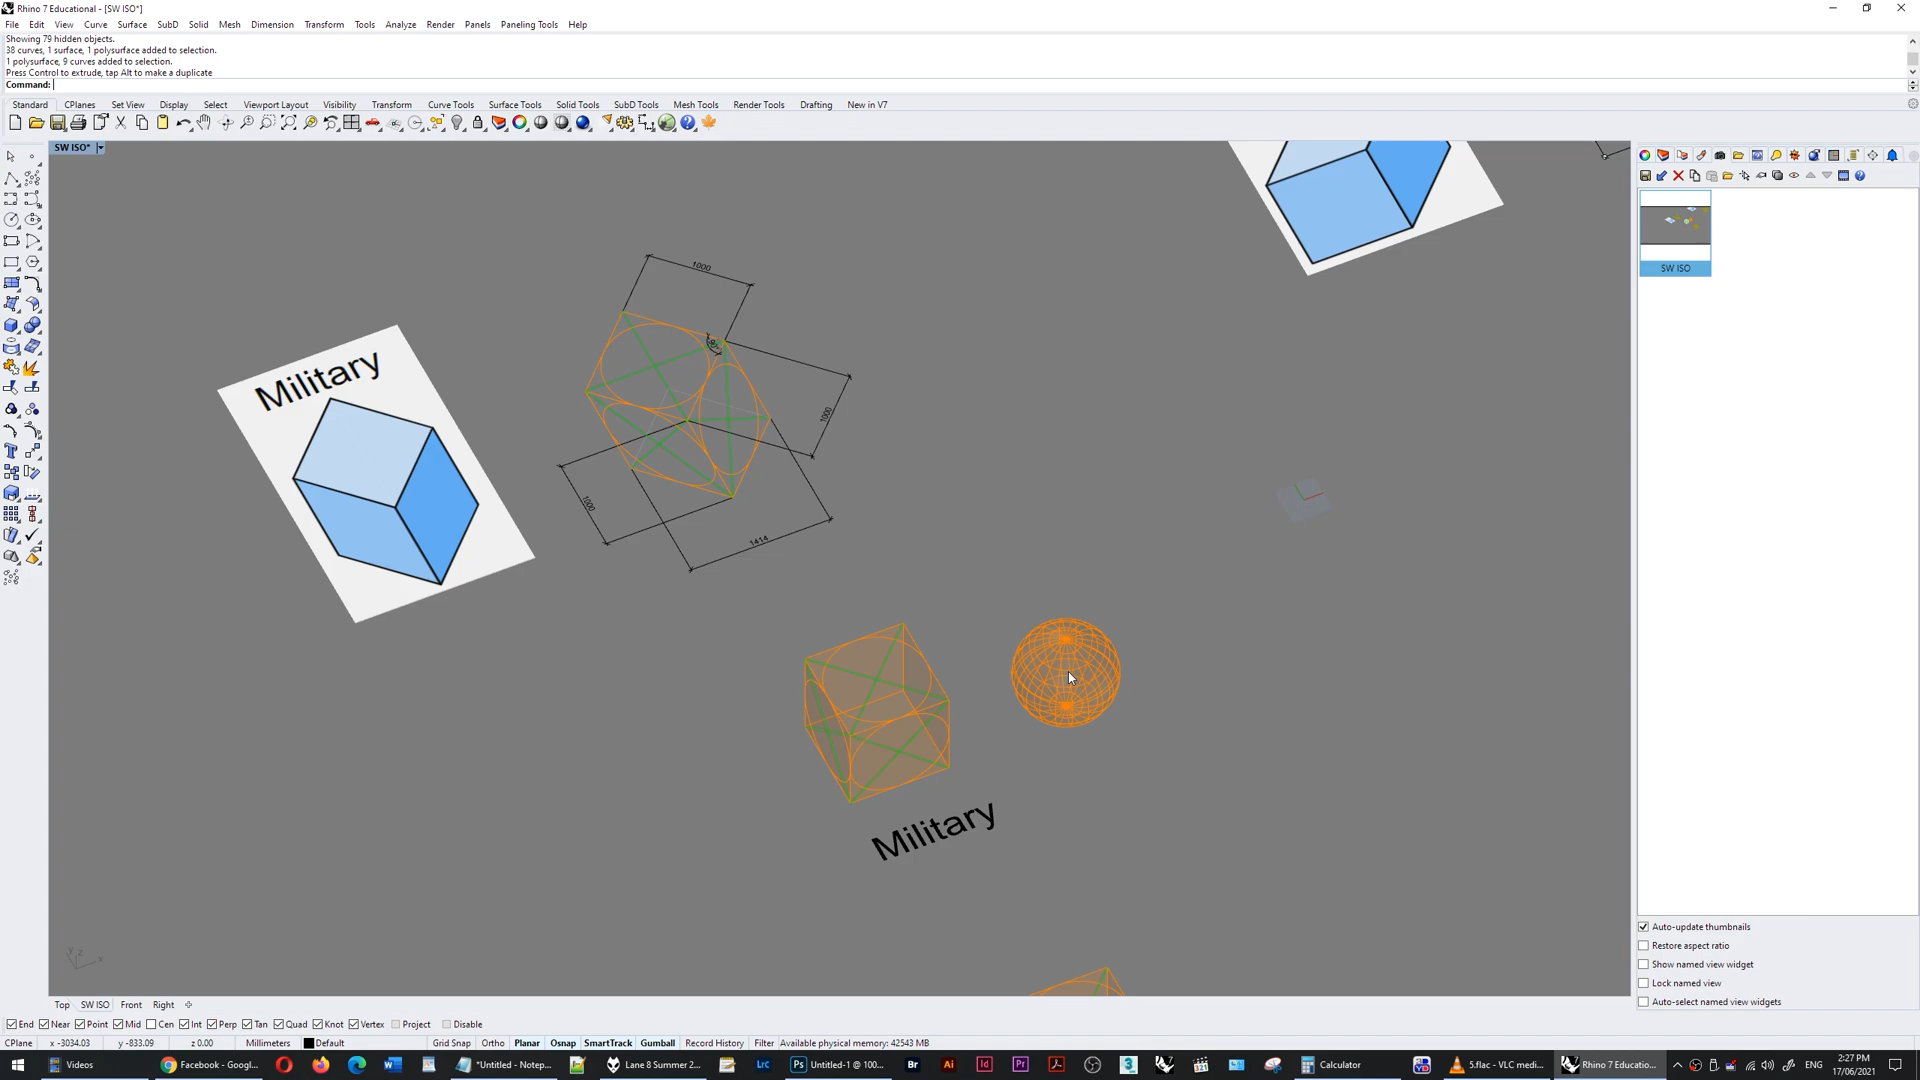 Rhino 7 Educational - [SW ISO*]
File Edit View Curve Surface SubD Solid Mesh Dimension Transform Tools Analyze Render Panels Paneling Tools Help
Showing 79 hidden objects.
38 curves, 1 surface, 1 polysurface added to selection.
1 polysurface, 9 curves added to selection.
Press Control to extrude, tap Alt to make a duplicate
Command:
Standard CPlanes Set View Display Select Viewport Layout Visibility Transform Curve Tools Surface Tools Solid Tools SubD Tools Mesh Tools Render Tools Drafting New in V7
SW ISO*
1000
Military
1000
1000
1414
SW ISO
Military
Auto-update thumbnails
Restore aspect ratio
Show named view widget
Lock named view
Auto-select named view widgets
y z x
Top SW ISO Front Right
End Near Point Mid Cen Int Perp Tan Quad Knot Vertex Project Disable
CPlane x -3034.03 y -833.09 z 0.00 Millimeters Default Grid Snap Ortho Planar Osnap SmartTrack Gumball Record History Filter Available physical memory: 42543 MB
Videos Facebook - Googl... *Untitled - Notep... Lane 8 Summer 2... Untitled-1 @ 100... Calculator 5.flac - VLC medi... Rhino 7 Educatio... ENG 2:27 PM
17/06/2021